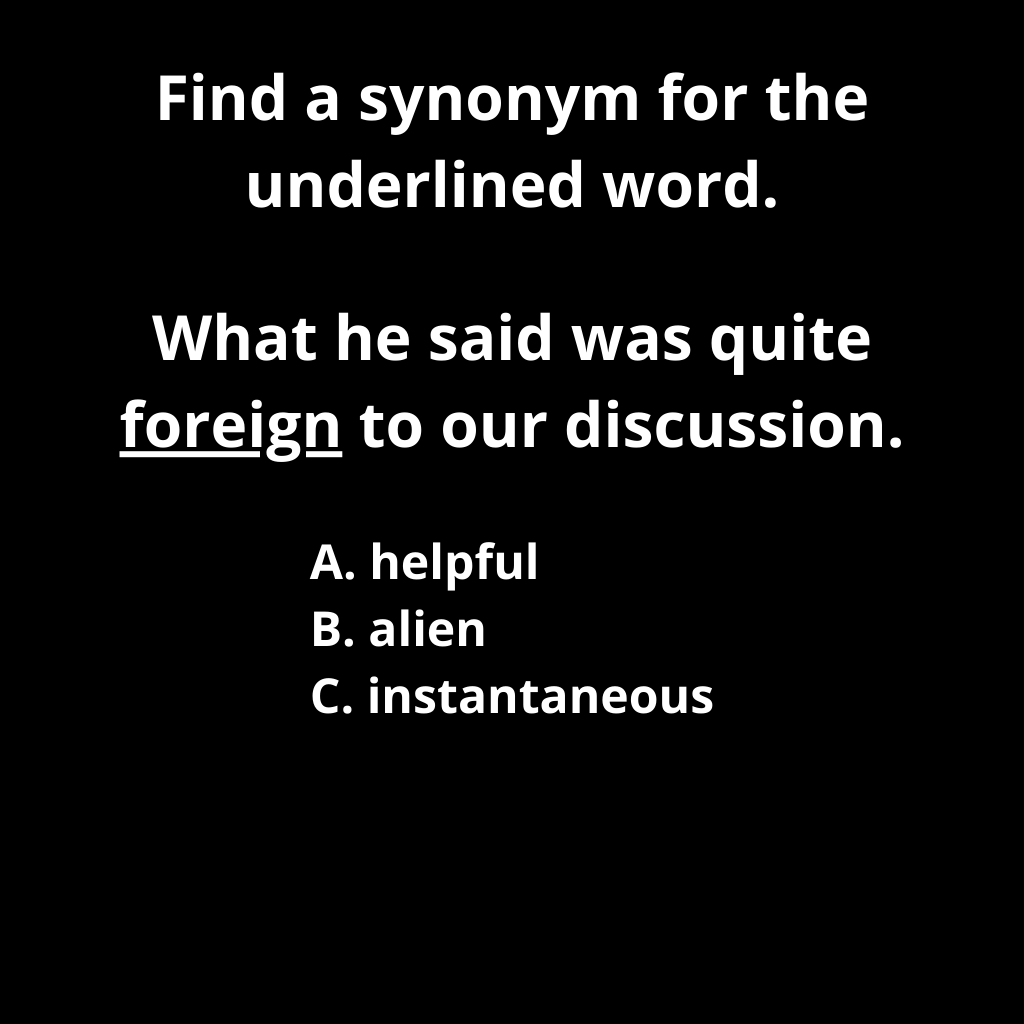 Find a synonym for the
underlined word.
What he said was quite
foreign to our discussion.
A. helpful
B. alien
C. instantaneous